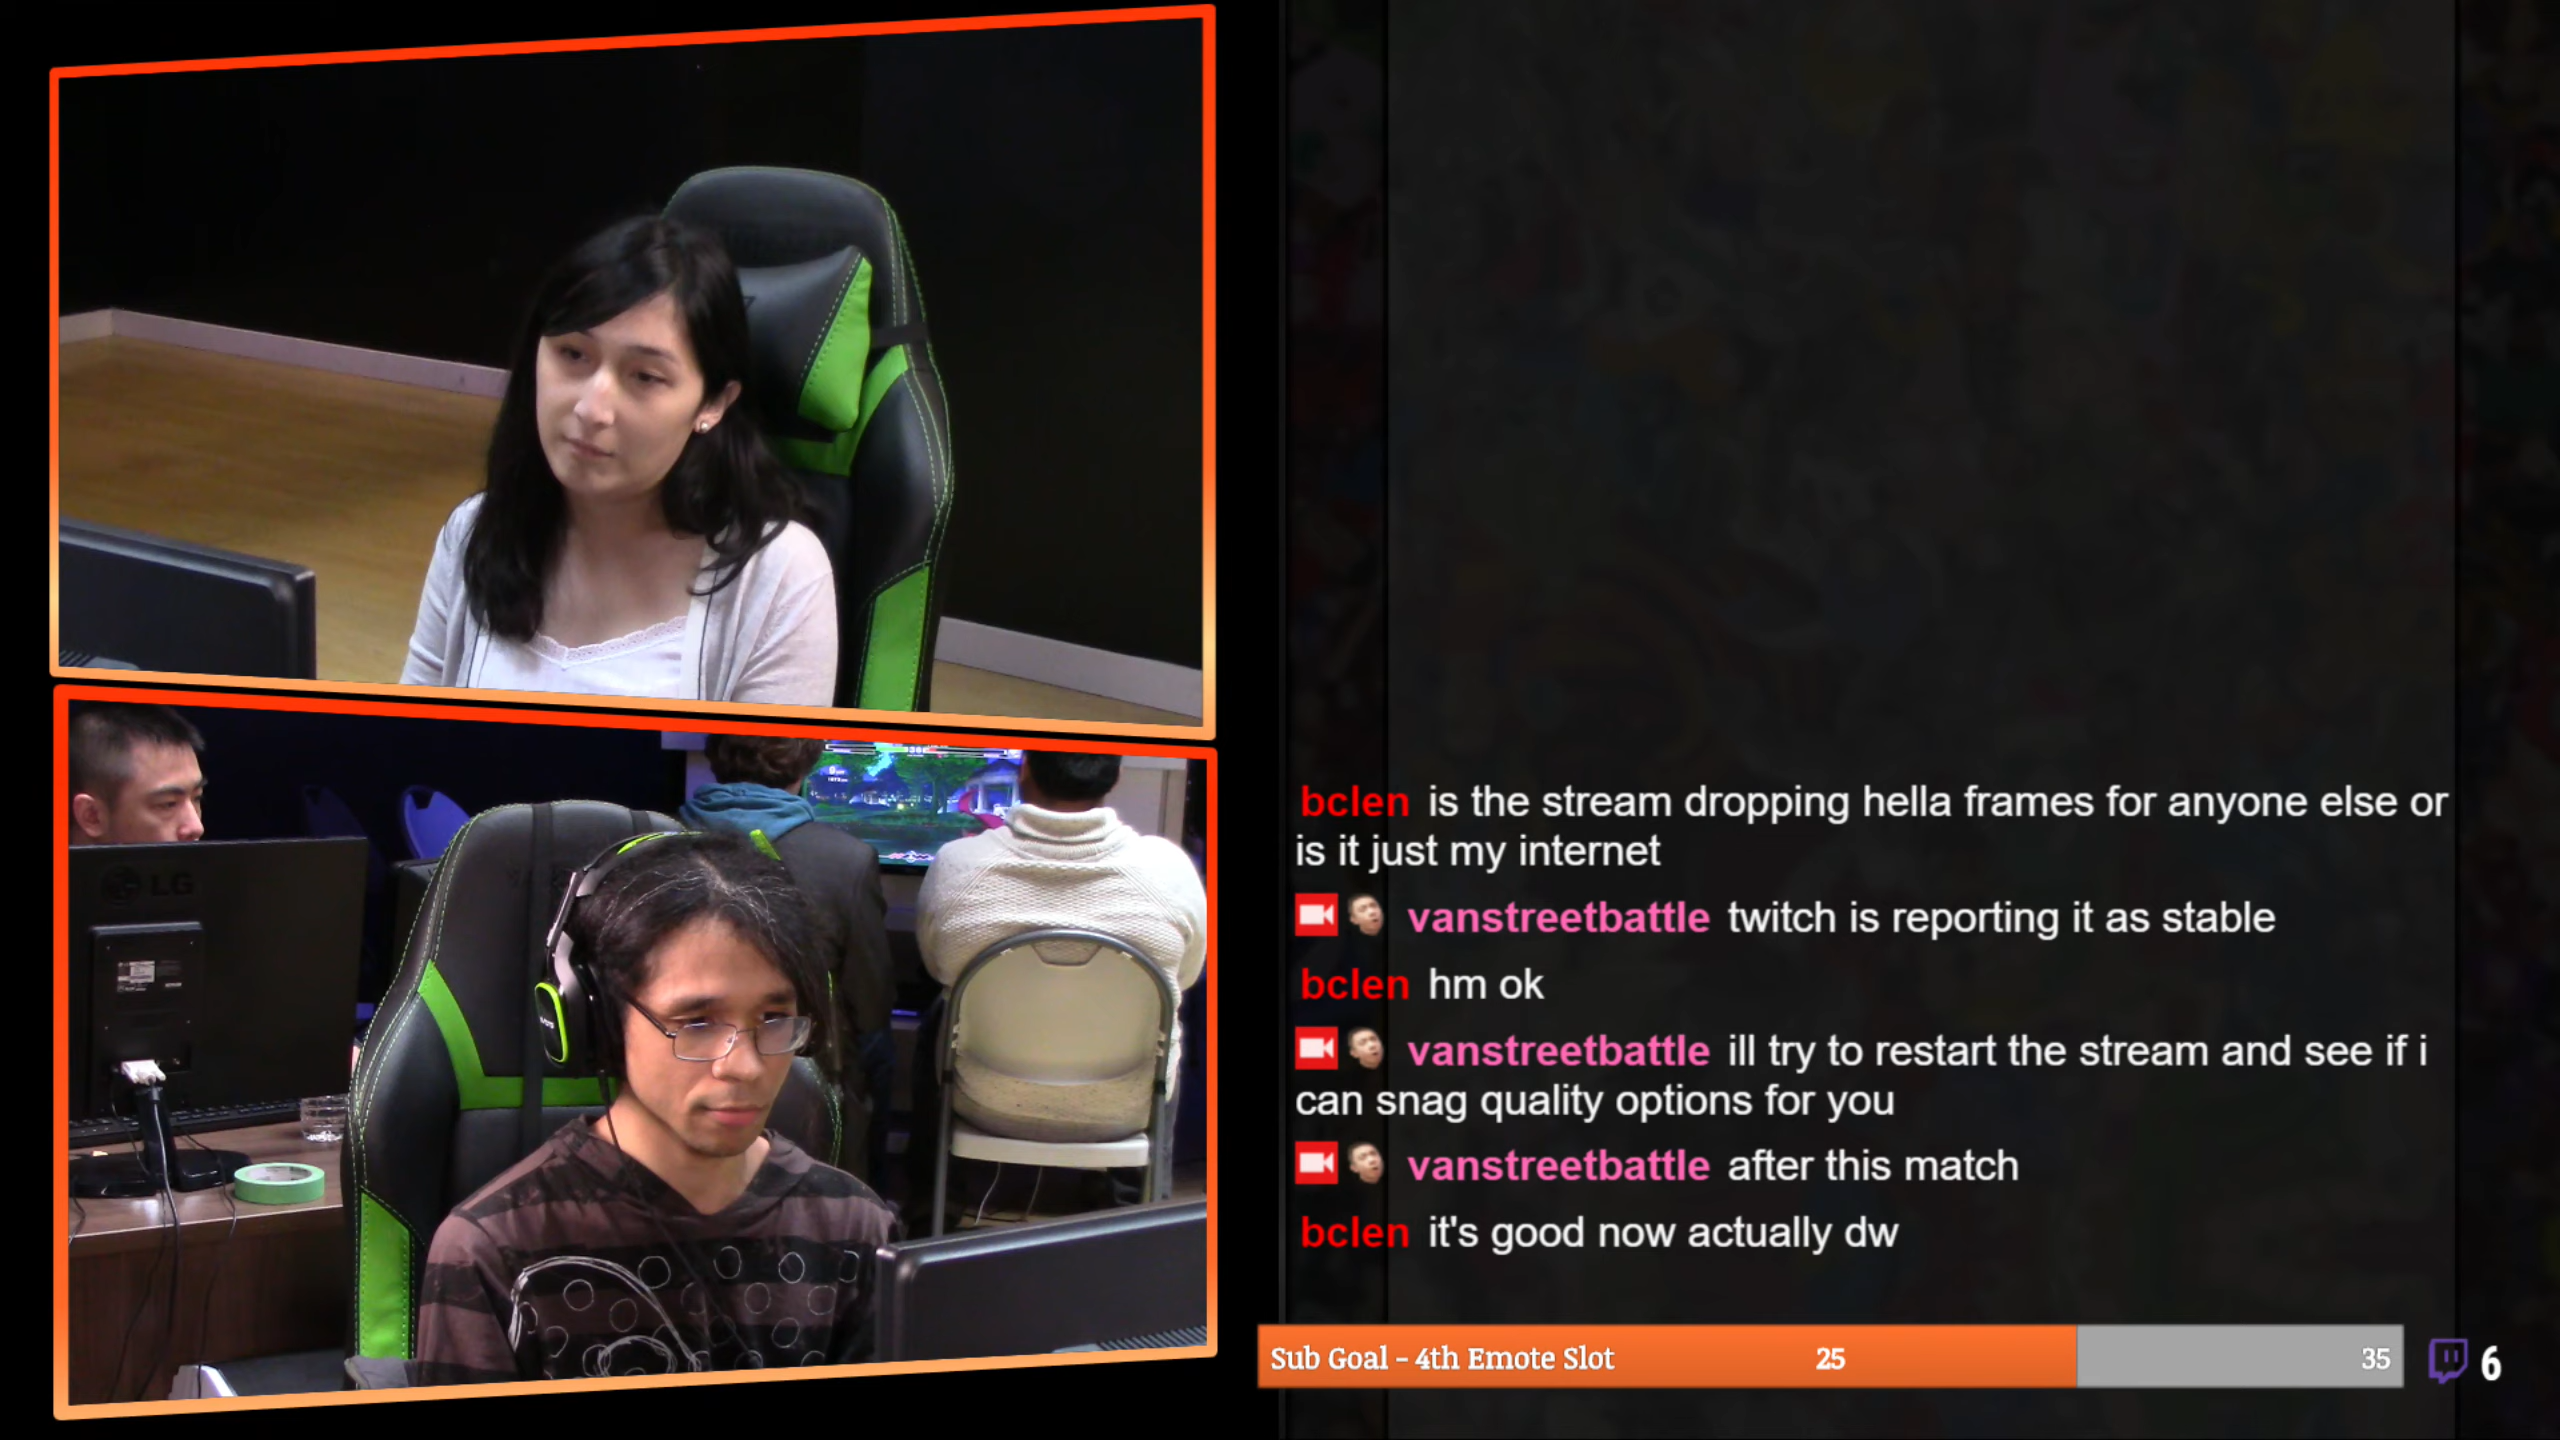 LG
bclen is the stream dropping hella frames for anyone else or
is it just my internet
vanstreetbattle twitch is reporting it as stable
bclen hm ok
vanstreetbattle ill try to restart the stream and see if i
can snag quality options for you
vanstreetbattle after this match
bclen it's good now actually dw
Sub Goal - 4th Emote Slot 25 35 6